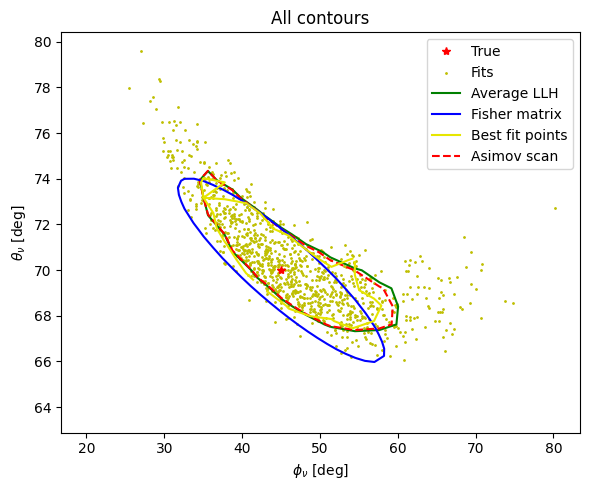 All contours
True
Fits
Average LLH
Fisher matrix
Best fit points
Asimov scan
80
78
76
74
72
70
68
66
64
θν [deg]
20
30
40
50
60
70
80
ϕν [deg]